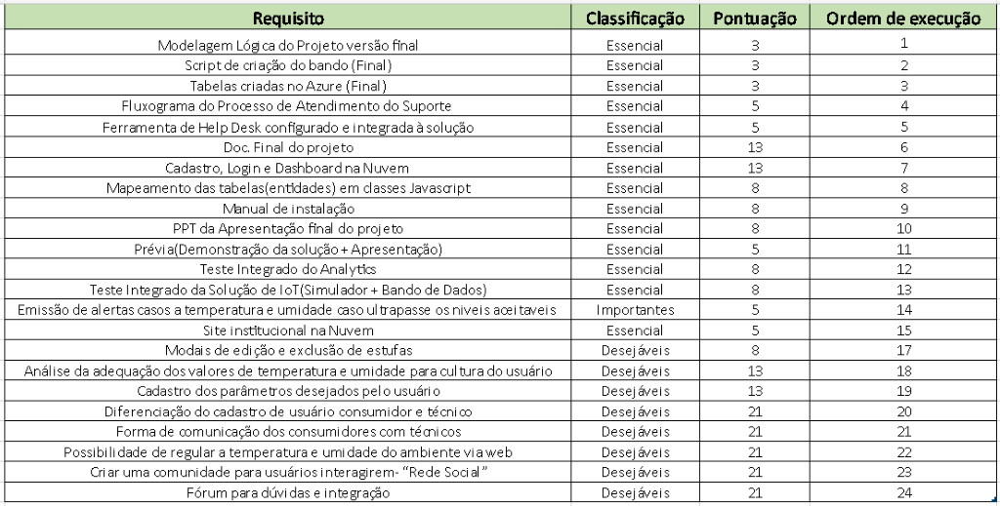 Requisito Classificação Pontuação Ordem de execução
Modelagem Lógica do Projeto versão final Essencial 3 1
Script de criação do bando (Final) Essencial 3 2
Tabelas criadas no Azure (Final) Essencial 3 3
Fluxograma do Processo de Atendimento do Suporte Essencial 5 4
Ferramenta de Help Desk configurado e integrada à solução Essencial 5 5
Doc. Final do projeto Essencial 13 6
Cadastro, Login e Dashboard na Nuvem Essencial 13 7
Mapeamento das tabelas(entidades) em classes Javascript Essencial 8 8
Manual de instalação Essencial 8 9
PPT da Apresentação final do projeto Essencial 8 10
Prévia(Demonstração da solução + Apresentação) Essencial 5 11
Teste Integrado do Analytics Essencial 8 12
Teste Integrado da Solução de IoT(Simulador + Bando de Dados) Essencial 8 13
Emissão de alertas casos a temperatura e umidade caso ultrapasse os niveis aceitaveis Importantes 5 14
Site institucional na Nuvem Essencial 5 15
Modais de edição e exclusão de estufas Desejáveis 8 17
Análise da adequação dos valores de temperatura e umidade para cultura do usuário Desejáveis 13 18
Cadastro dos parâmetros desejados pelo usuário Desejáveis 13 19
Diferenciação do cadastro de usuário consumidor e técnico Desejáveis 21 20
Forma de comunicação dos consumidores com técnicos Desejáveis 21 21
Possibilidade de regular a temperatura e umidade do ambiente via web Desejáveis 21 22
Criar uma comunidade para usuários interagirem- “Rede Social” Desejáveis 21 23
Fórum para dúvidas e integração Desejáveis 21 24